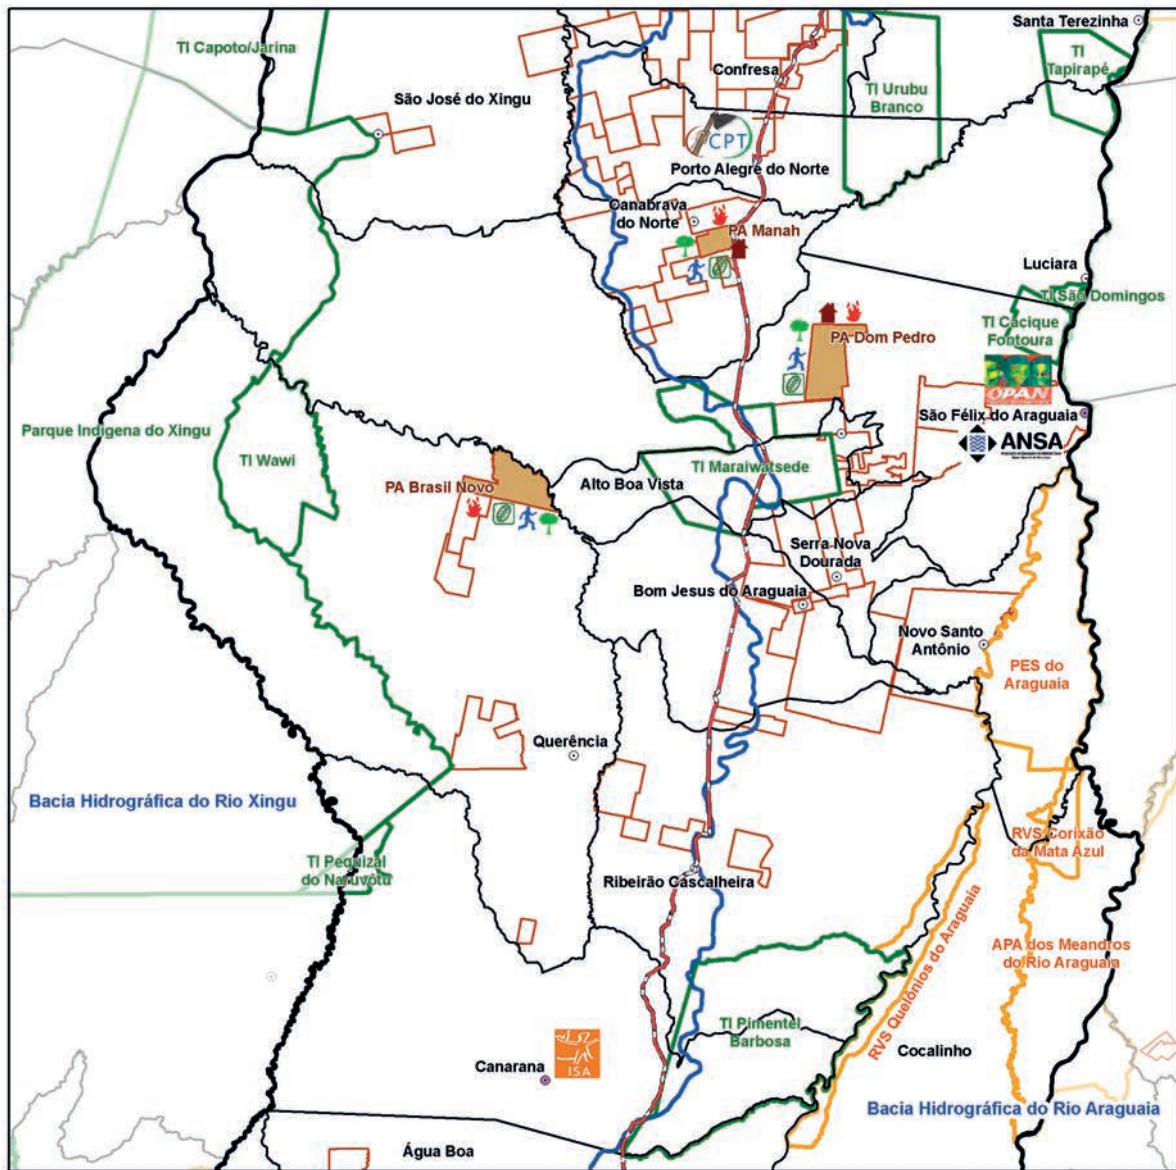 Santa Terezinha
TI Capoto/Jarina
TI
Tapirapé
Confresa
São José do Xingu
TI Urubu
Branco
CPT
Porto Alegre do Norte
Canabrava
do Norte
PA Manah
Luciara
TI São Domingos
TI Cacique
Fontoura
PA Dom Pedro
OPAN
São Félix do Araguaia
ANSA
Parque Indígena do Xingu
TI Wawi
TI Maraiwatsede
Alto Boa Vista
PA Brasil Novo
Serra Nova
Dourada
Bom Jesus do Araguaia
Novo Santo
Antônio
PES do
Araguaia
Querência
Bacia Hidrográfica do Rio Xingu
RVS Corixão
da Mata Azul
TI Pequizal
do Naruvôtu
Ribeirão Cascalheira
RVS Quelônios do Araguaia
APA dos Meandros
do Rio Araguaia
TI Pimentel
Barbosa
Cocalinho
ISA
Canarana
Bacia Hidrográfica do Rio Araguaia
Água Boa